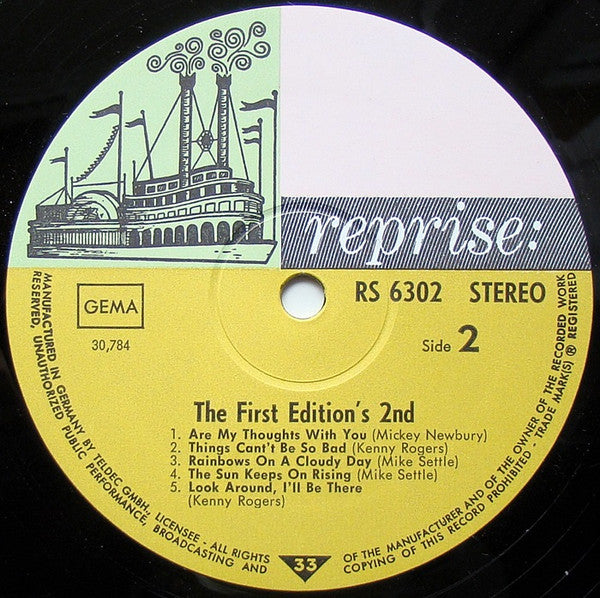 reprise:
RS 6302 STEREO
GEMA
30,784
Side 2
The First Edition's 2nd
1. Are My Thoughts With You (Mickey Newbury)
2. Things Cant't Be So Bad (Kenny Rogers)
3. Rainbows On A Cloudy Day (Mike Settle)
4. The Sun Keeps On Rising (Mike Settle)
5. Look Around, I'll Be There
(Kenny Rogers)
33
MANUFACTURED IN GERMANY BY TELDEC GMBH., LICENSEE - ALL RIGHTS OF THE MANUFACTURER AND OF THE OWNER OF THE RECORDED WORK
RESERVED, UNAUTHORIZED PUBLIC PERFORMANCE, BROADCASTING AND COPYING OF THIS RECORD PROHIBITED - TRADE MARK(S) ® REGISTERED